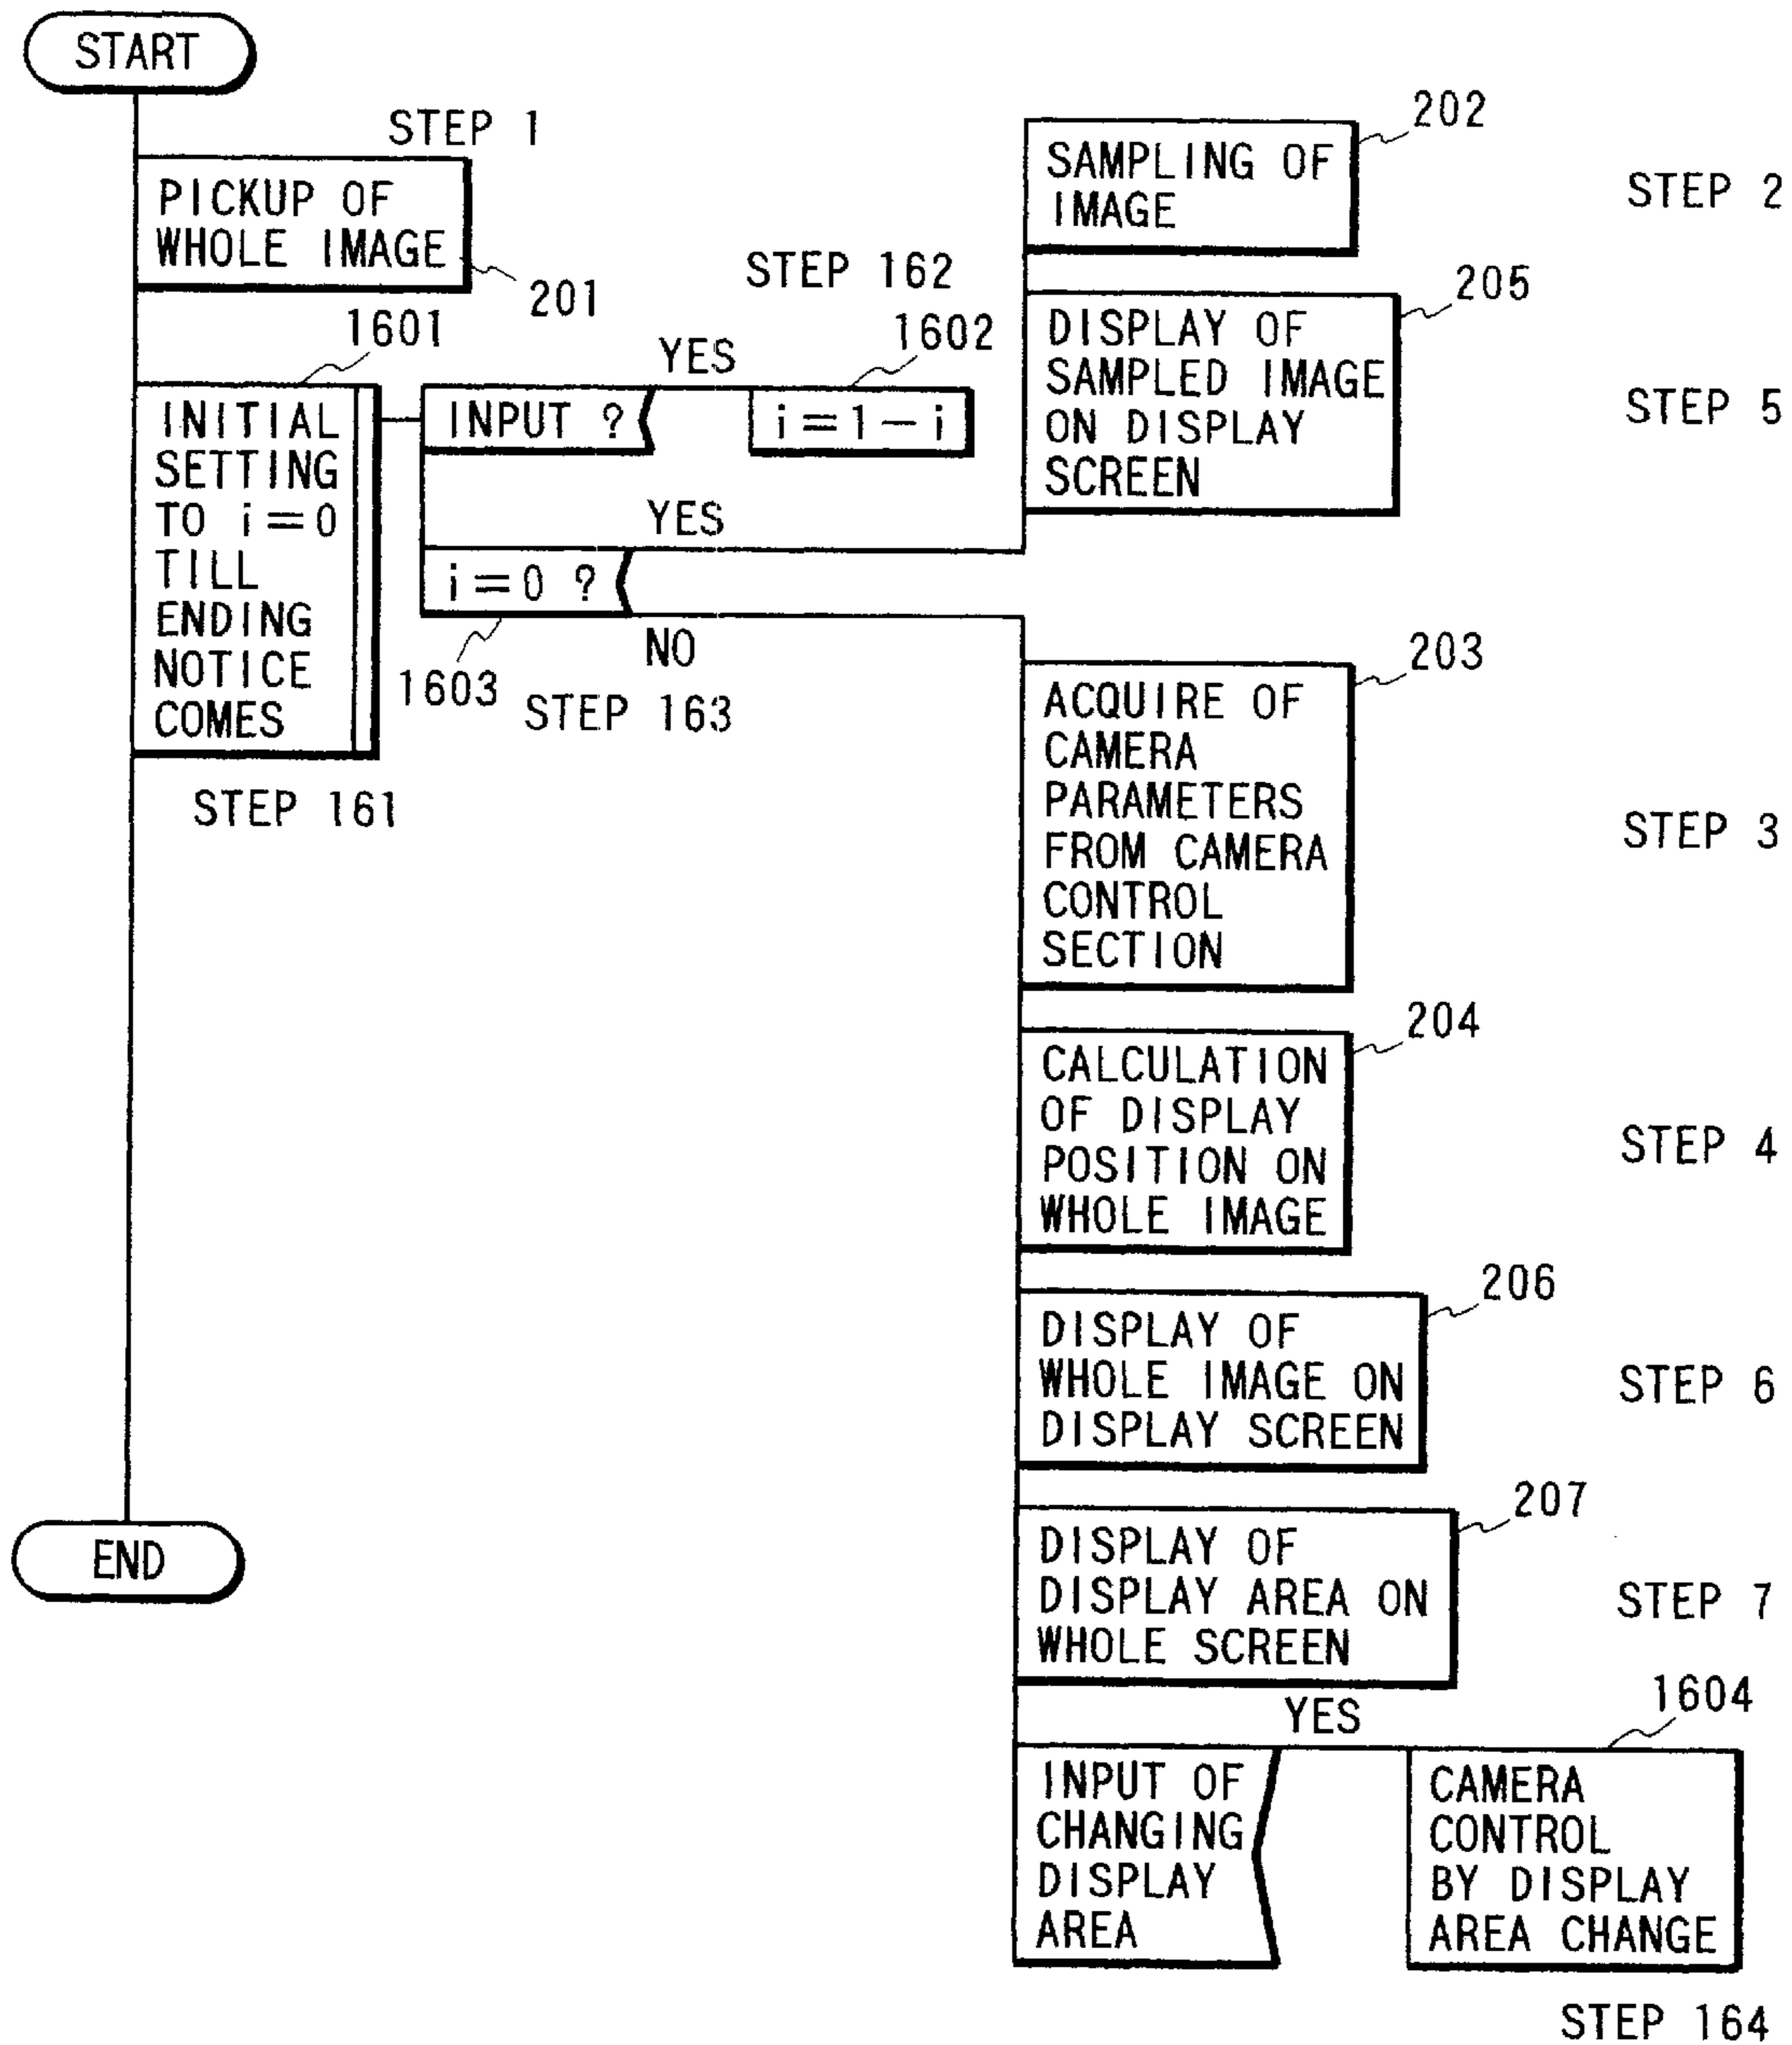 START
STEP 1
PICKUP OF
WHOLE IMAGE
201
1601
INITIAL
SETTING
TO i=0
TILL
ENDING
NOTICE
COMES
STEP 161
STEP 162
1602
YES
INPUT ?
i=1-i
YES
i=0 ?
NO
1603
STEP 163
202
SAMPLING OF
IMAGE
STEP 2
205
DISPLAY OF
SAMPLED IMAGE
ON DISPLAY
SCREEN
STEP 5
203
ACQUIRE OF
CAMERA
PARAMETERS
FROM CAMERA
CONTROL
SECTION
STEP 3
204
CALCULATION
OF DISPLAY
POSITION ON
WHOLE IMAGE
STEP 4
206
DISPLAY OF
WHOLE IMAGE ON
DISPLAY SCREEN
STEP 6
207
DISPLAY OF
DISPLAY AREA ON
WHOLE SCREEN
STEP 7
YES
1604
INPUT OF
CHANGING
DISPLAY
AREA
CAMERA
CONTROL
BY DISPLAY
AREA CHANGE
STEP 164
END